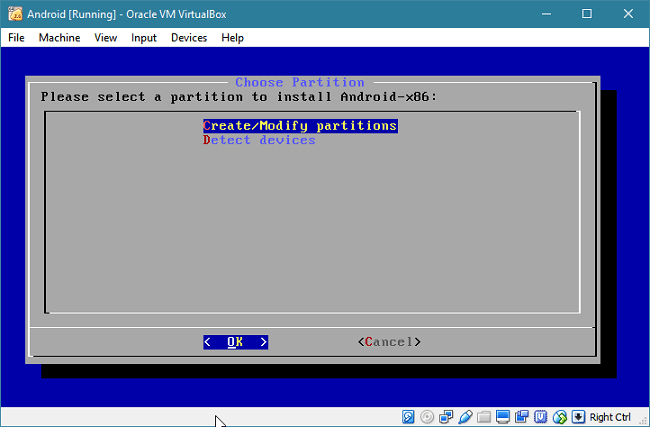 Android [Running] - Oracle VM VirtualBox
File Machine View Input Devices Help
Choose Partition
Please select a partition to install Android-x86:
Create/Modify partitions
Detect devices
< OK > <Cancel>
Right Ctrl